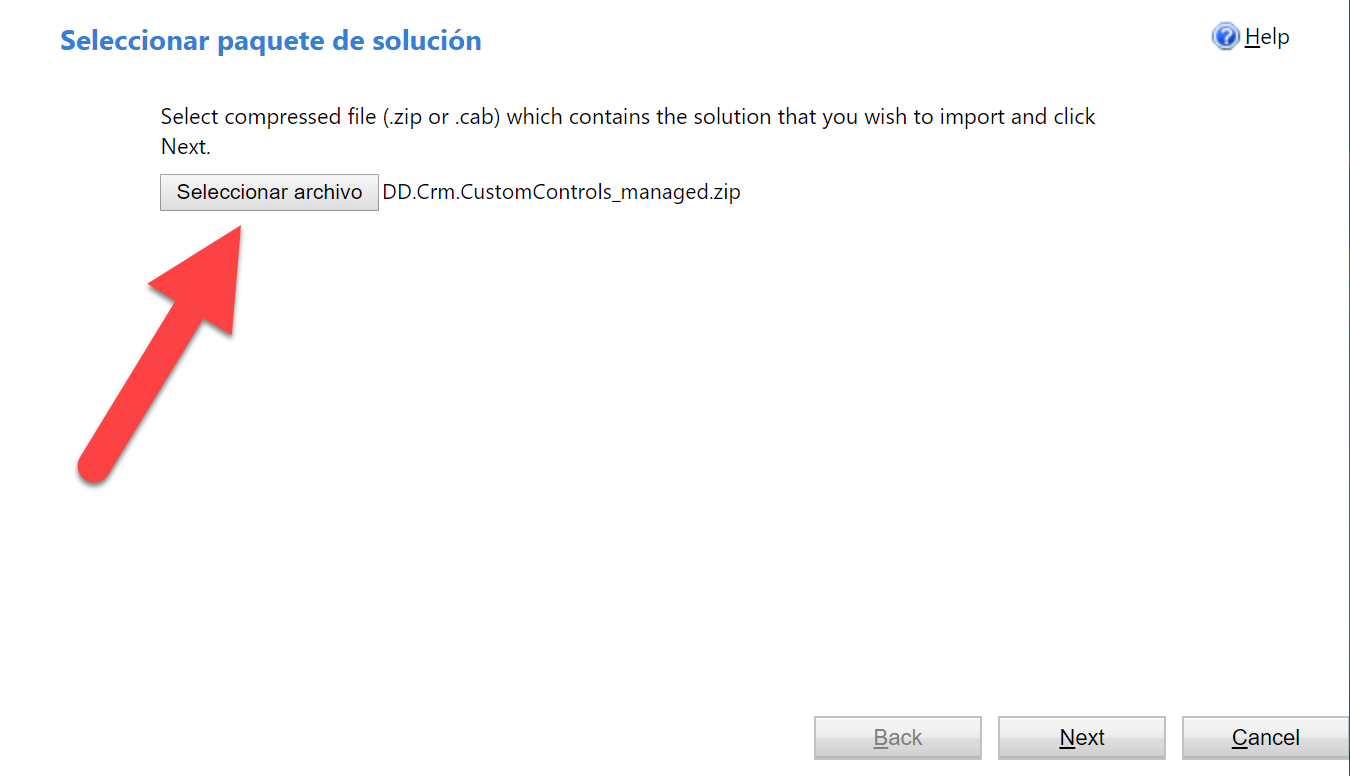 Seleccionar paquete de solución
Help
Select compressed file (.zip or .cab) which contains the solution that you wish to import and click
Next.
Seleccionar archivo DD.Crm.CustomControls_managed.zip
Back Next Cancel